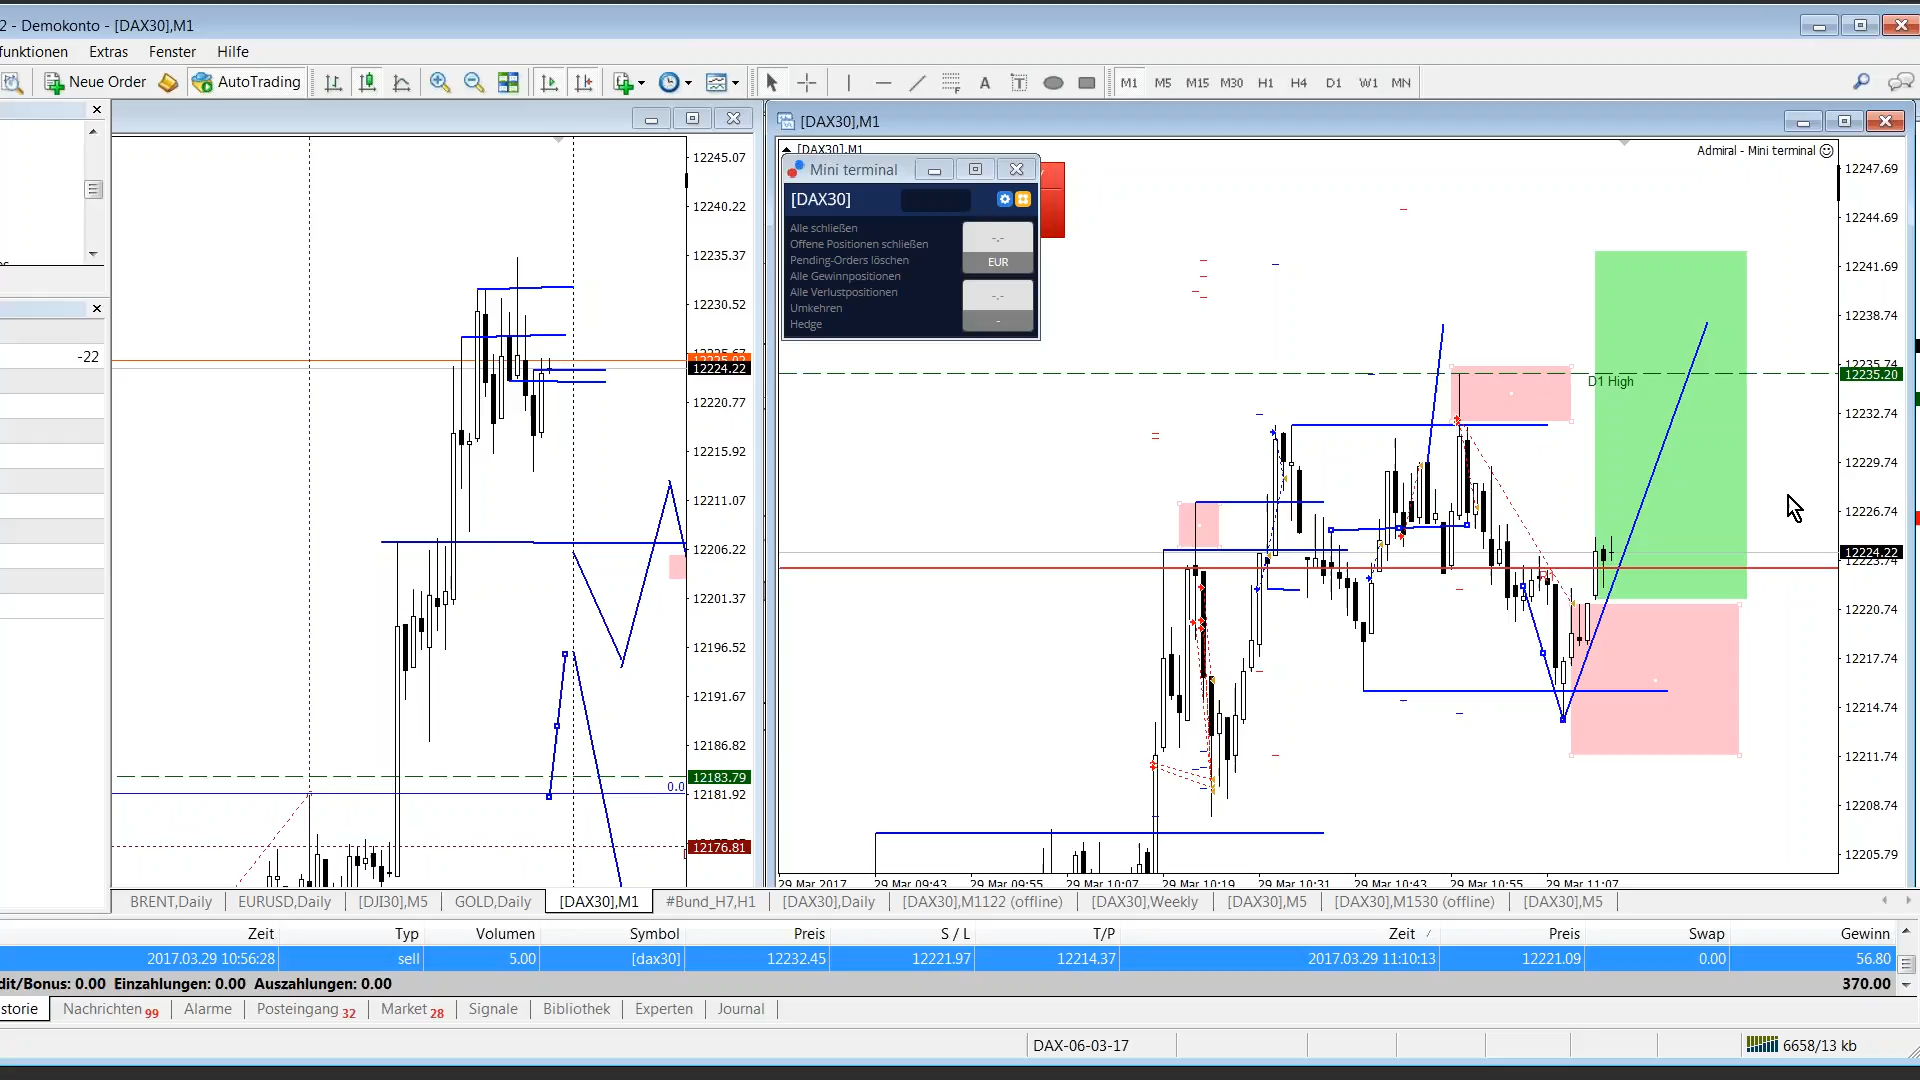 2 - Demokonto - [DAX30],M1
funktionen Extras Fenster Hilfe
Neue Order AutoTrading A T M1 M5 M15 M30 H1 H4 D1 W1 MN
[DAX30],M1
[DAX30],M1
Admiral - Mini terminal
Mini terminal
[DAX30]
Alle schließen
Offene Positionen schließen
Pending-Orders löschen
Alle Gewinnpositionen
Alle Verlustpositionen
Umkehren
Hedge
-.-
EUR
-.-
-
-22
12245.07
12240.22
12235.37
12230.52
12225.02
12224.22
12220.77
12215.92
12211.07
12206.22
12201.37
12196.52
12191.67
12186.82
12183.79
0.0
12181.92
12176.81
12247.69
12244.69
12241.69
12238.74
12235.74
12235.20
D1 High
12232.74
12229.74
12226.74
12224.22
12223.74
12220.74
12217.74
12214.74
12211.74
12208.74
12205.79
29 Mar 2017 29 Mar 09:43 29 Mar 09:55 29 Mar 10:07 29 Mar 10:19 29 Mar 10:31 29 Mar 10:43 29 Mar 10:55 29 Mar 11:07
BRENT,Daily EURUSD,Daily [DJI30],M5 GOLD,Daily [DAX30],M1 #Bund_H7,H1 [DAX30],Daily [DAX30],M1122 (offline) [DAX30],Weekly [DAX30],M5 [DAX30],M1530 (offline) [DAX30],M5
Zeit Typ Volumen Symbol Preis S / L T/P Zeit Preis Swap Gewinn
2017.03.29 10:56:28 sell 5.00 [dax30] 12232.45 12221.97 12214.37 2017.03.29 11:10:13 12221.09 0.00 56.80
dit/Bonus: 0.00 Einzahlungen: 0.00 Auszahlungen: 0.00 370.00
storie Nachrichten 99 Alarme Posteingang 32 Market 28 Signale Bibliothek Experten Journal
DAX-06-03-17 6658/13 kb